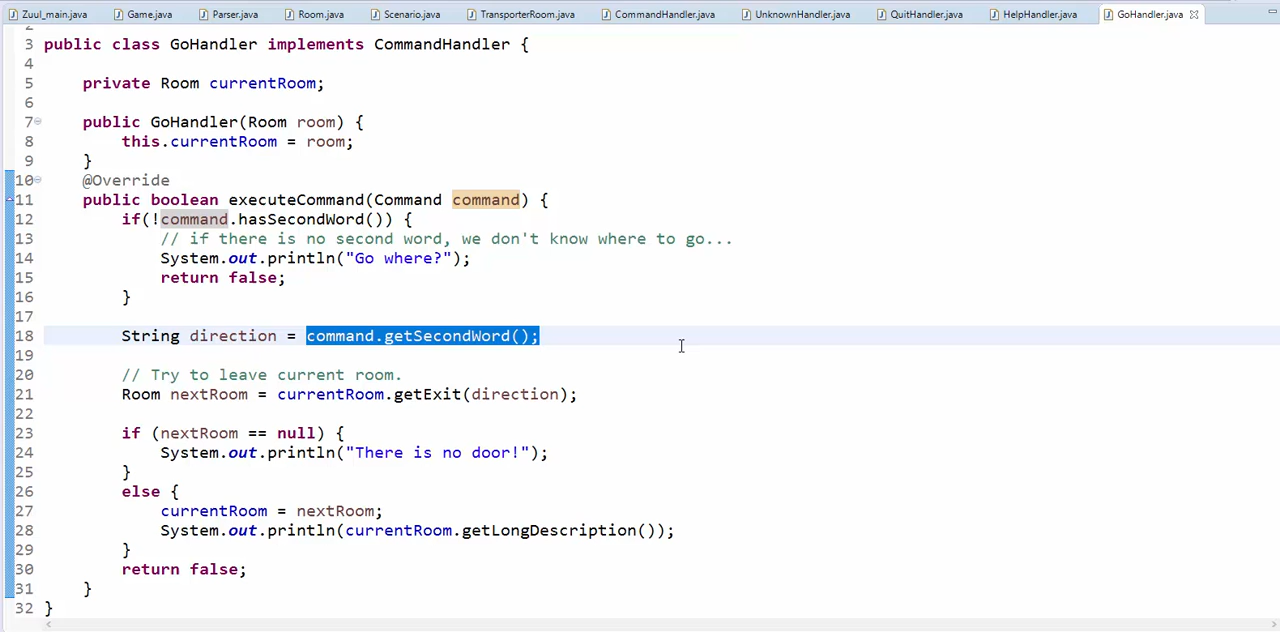 Zuul_main.java Game.java Parser.java Room.java Scenario.java TransporterRoom.java CommandHandler.java UnknownHandler.java QuitHandler.java HelpHandler.java GoHandler.java
3 public class GoHandler implements CommandHandler {
4
5 private Room currentRoom;
6
7 public GoHandler(Room room) {
8 this.currentRoom = room;
9 }
10 @Override
11 public boolean executeCommand(Command command) {
12 if(!command.hasSecondWord()) {
13 // if there is no second word, we don't know where to go...
14 System.out.println("Go where?");
15 return false;
16 }
17
18 String direction = command.getSecondWord();
19
20 // Try to leave current room.
21 Room nextRoom = currentRoom.getExit(direction);
22
23 if (nextRoom == null) {
24 System.out.println("There is no door!");
25 }
26 else {
27 currentRoom = nextRoom;
28 System.out.println(currentRoom.getLongDescription());
29 }
30 return false;
31 }
32 }